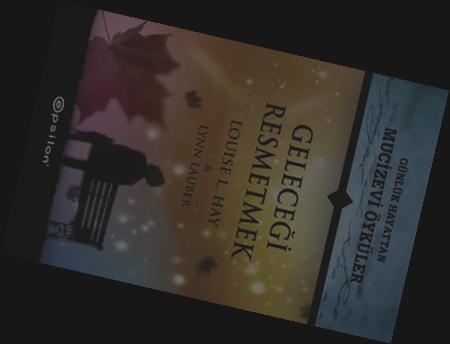 GÜNLÜK HAYATTAN
MUCİZEVİ ÖYKÜLER
GELECEĞİ
RESMETMEK
LOUISE L. HAY
&
LYNN LAUBER
epsilon